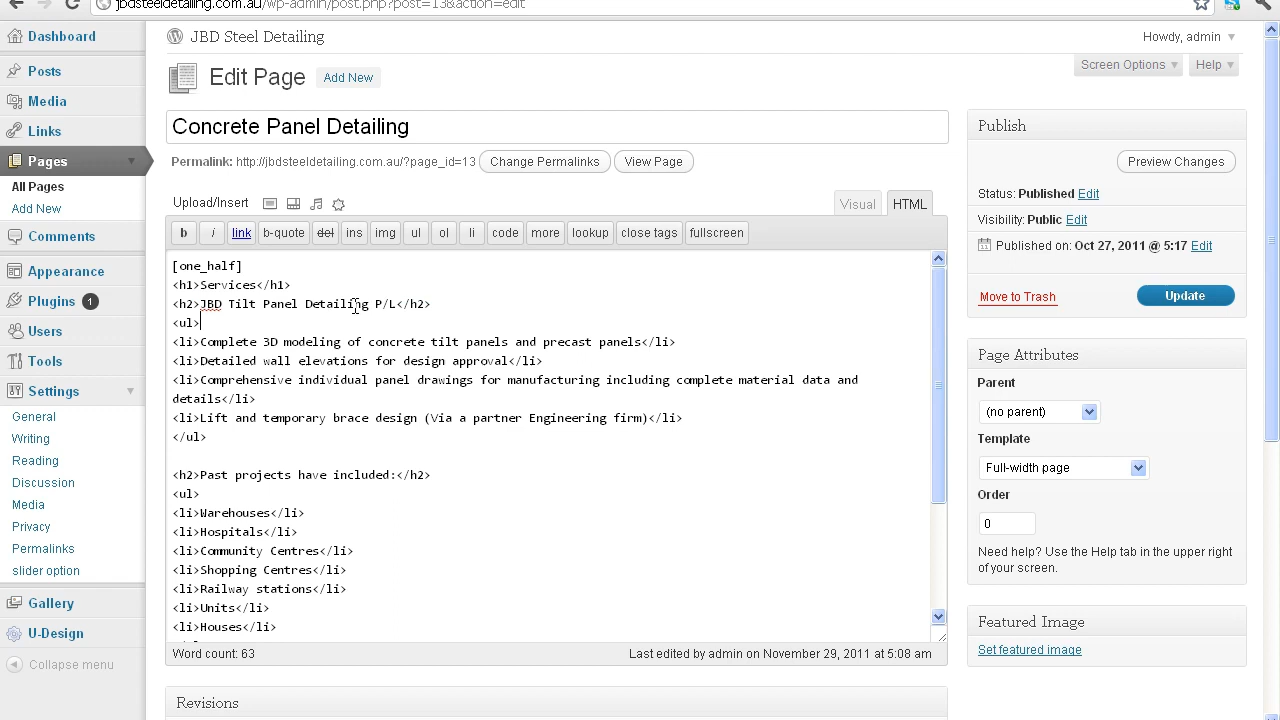 jbdsteeldetailing.com.au/wp-admin/post.php?post=13&action=edit
Dashboard
Posts
Media
Links
Pages
All Pages
Add New
Comments
Appearance
Plugins 1
Users
Tools
Settings
General
Writing
Reading
Discussion
Media
Privacy
Permalinks
slider option
Gallery
U-Design
Collapse menu
JBD Steel Detailing
Howdy, admin
Screen Options
Help
Edit Page
Add New
Concrete Panel Detailing
Permalink: http://jbdsteeldetailing.com.au/?page_id=13 Change Permalinks View Page
Upload/Insert
Visual
HTML
b i link b-quote del ins img ul ol li code more lookup close tags fullscreen
[one_half]
<h1>Services</h1>
<h2>JBD Tilt Panel Detailing P/L</h2>
<ul>
<li>Complete 3D modeling of concrete tilt panels and precast panels</li>
<li>Detailed wall elevations for design approval</li>
<li>Comprehensive individual panel drawings for manufacturing including complete material data and
details</li>
<li>Lift and temporary brace design (Via a partner Engineering firm)</li>
</ul>
<h2>Past projects have included:</h2>
<ul>
<li>Warehouses</li>
<li>Hospitals</li>
<li>Community Centres</li>
<li>Shopping Centres</li>
<li>Railway stations</li>
<li>Units</li>
<li>Houses</li>
Word count: 63
Last edited by admin on November 29, 2011 at 5:08 am
Revisions
Publish
Preview Changes
Status: Published Edit
Visibility: Public Edit
Published on: Oct 27, 2011 @ 5:17 Edit
Move to Trash
Update
Page Attributes
Parent
(no parent)
Template
Full-width page
Order
0
Need help? Use the Help tab in the upper right
of your screen.
Featured Image
Set featured image